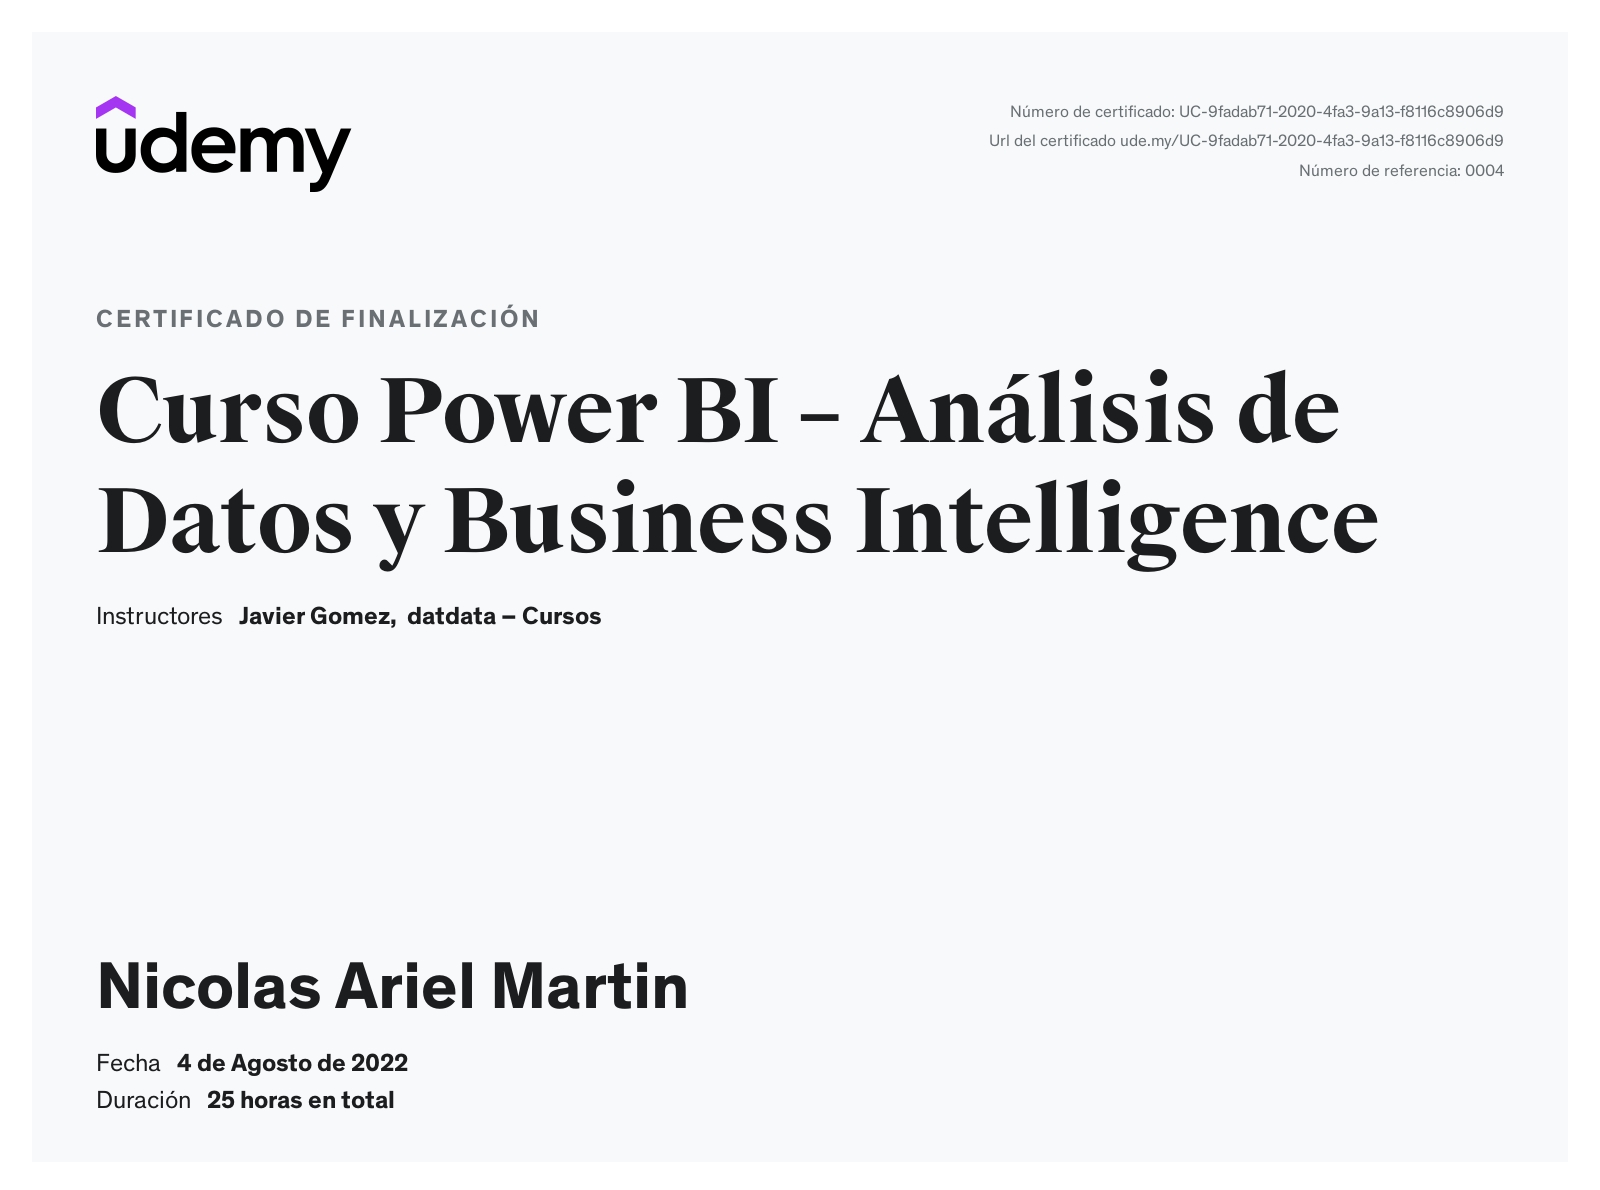 udemy
Número de certificado: UC-9fadab71-2020-4fa3-9a13-f8116c8906d9
Url del certificado ude.my/UC-9fadab71-2020-4fa3-9a13-f8116c8906d9
Número de referencia: 0004
CERTIFICADO DE FINALIZACIÓN
Curso Power BI – Análisis de
Datos y Business Intelligence
Instructores Javier Gomez, datdata – Cursos
Nicolas Ariel Martin
Fecha 4 de Agosto de 2022
Duración 25 horas en total